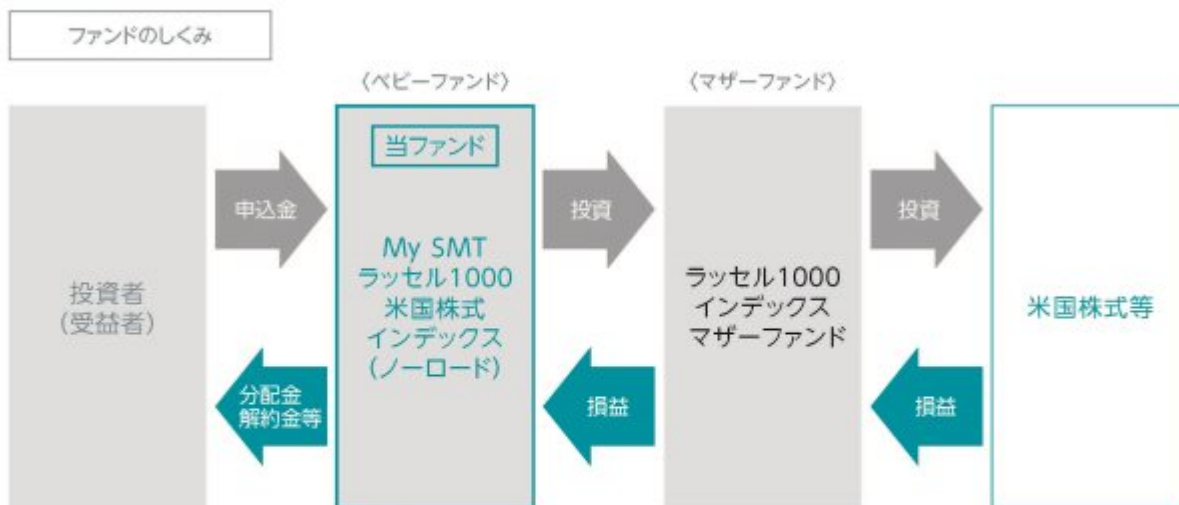 ファンドのしくみ
〈ベビーファンド〉
〈マザーファンド〉
投資者
(受益者)
申込金
分配金
解約金等
当ファンド
My SMT
ラッセル1000
米国株式
インデックス
(ノーロード)
投資
損益
ラッセル1000
インデックス
マザーファンド
投資
損益
米国株式等